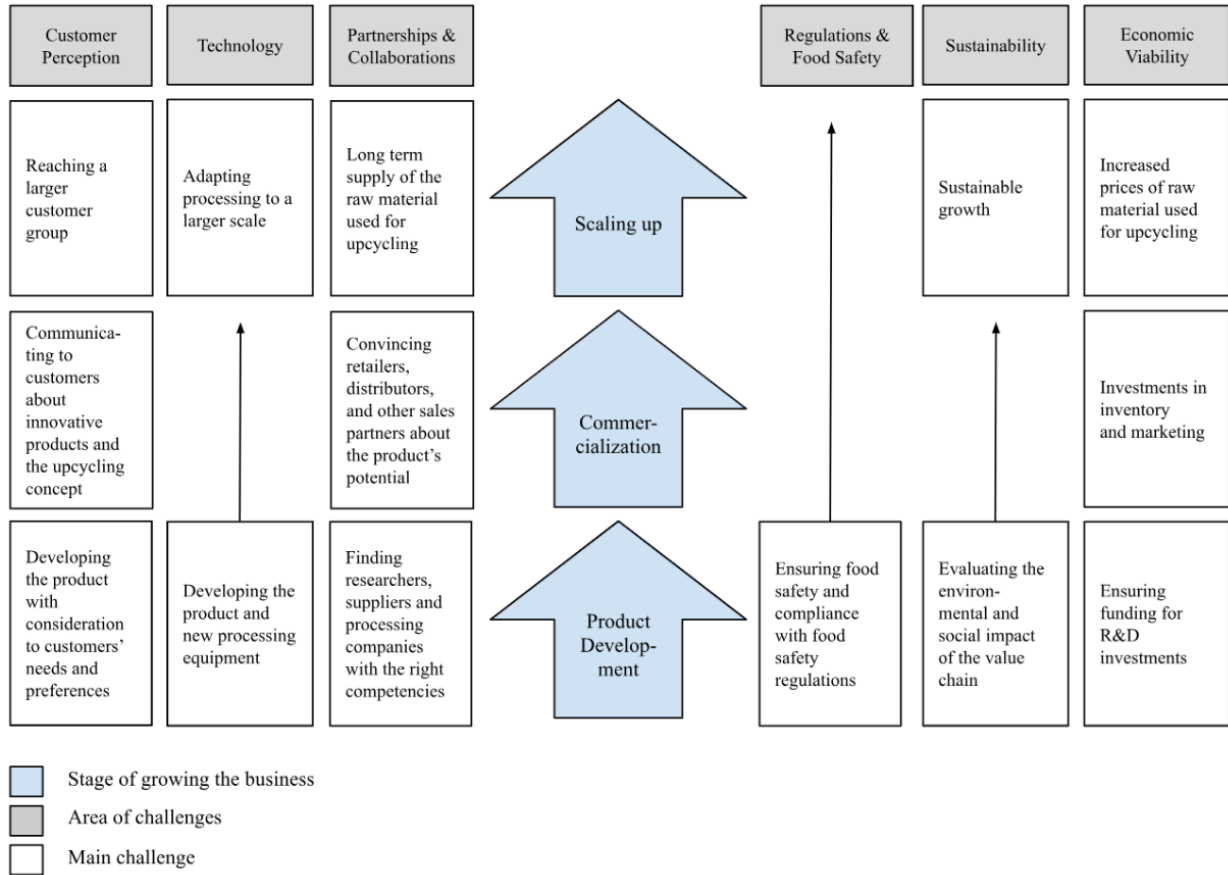 Customer
Perception
Technology
Partnerships &
Collaborations
Regulations &
Food Safety
Sustainability
Economic
Viability
Reaching a
larger
customer
group
Adapting
processing to a
larger scale
Long term
supply of the
raw material
used for
upcycling
Scaling up
Sustainable
growth
Increased
prices of raw
material used
for upcycling
Communica-
ting to
customers
about
innovative
products and
the upcycling
concept
Convincing
retailers,
distributors,
and other sales
partners about
the product's
potential
Commer-
cialization
Investments in
inventory
and marketing
Developing
the product
with
consideration
to customers'
needs and
preferences
Developing the
product and
new processing
equipment
Finding
researchers,
suppliers and
processing
companies
with the right
competencies
Product
Develop-
ment
Ensuring food
safety and
compliance
with food
safety
regulations
Evaluating the
environ-
mental and
social impact
of the value
chain
Ensuring
funding for
R&D
investments
Stage of growing the business
Area of challenges
Main challenge